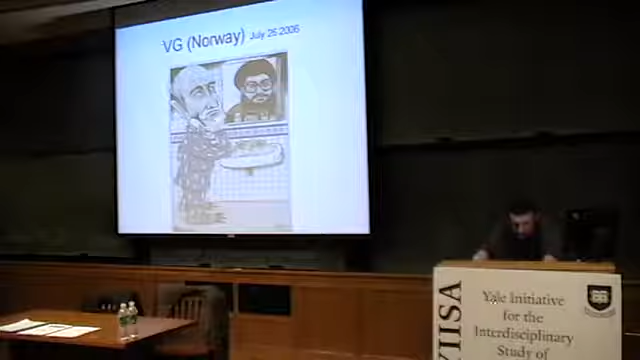 VG (Norway) July 26 2006
YIISA
Yale Initiative
for the
Interdisciplinary
Study of